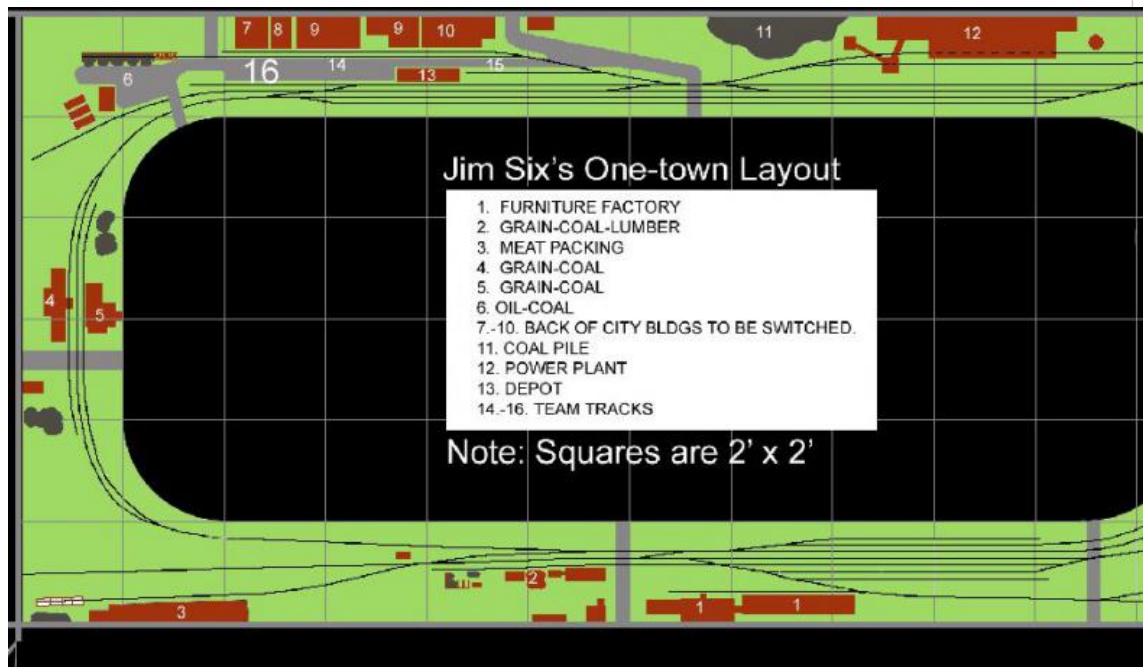 7 8 9 9 10 11 12
16 14 13 15
6
Jim Six's One-town Layout
1. FURNITURE FACTORY
2. GRAIN-COAL-LUMBER
3. MEAT PACKING
4. GRAIN-COAL
5. GRAIN-COAL
6. OIL-COAL
7.-10. BACK OF CITY BLDGS TO BE SWITCHED.
11. COAL PILE
12. POWER PLANT
13. DEPOT
14.-16. TEAM TRACKS
4 5
Note: Squares are 2' x 2'
2
3 1 1